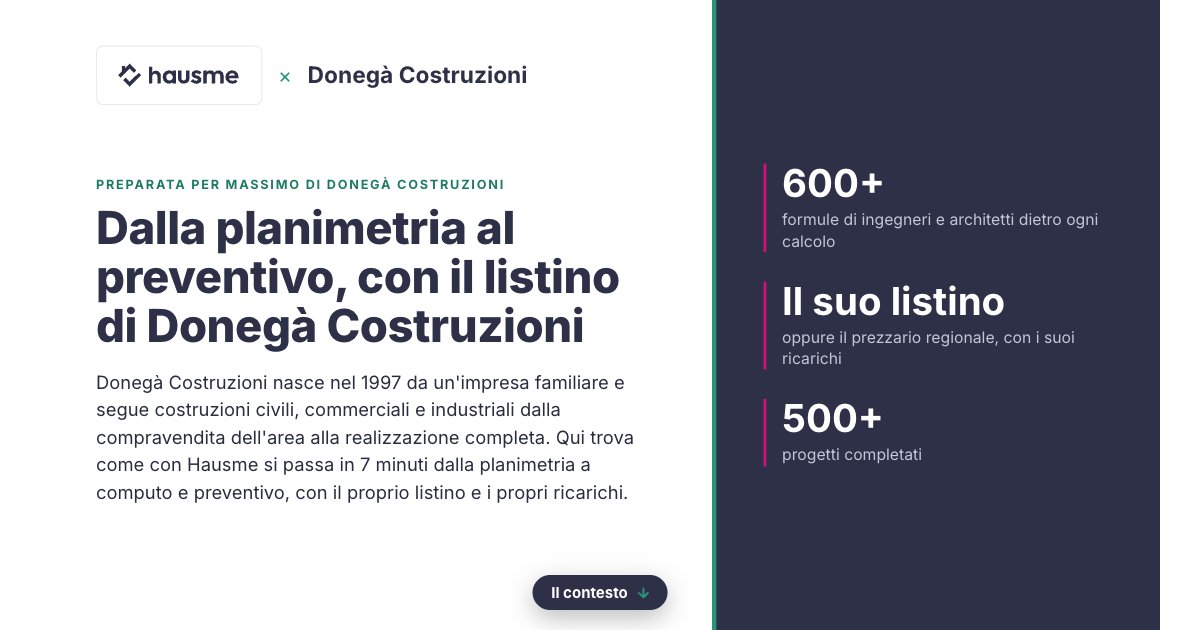 hausme × Donegà Costruzioni
PREPARATA PER MASSIMO DI DONEGÀ COSTRUZIONI
Dalla planimetria al
preventivo, con il listino
di Donegà Costruzioni
Donegà Costruzioni nasce nel 1997 da un'impresa familiare e
segue costruzioni civili, commerciali e industriali dalla
compravendita dell'area alla realizzazione completa. Qui trova
come con Hausme si passa in 7 minuti dalla planimetria a
computo e preventivo, con il proprio listino e i propri ricarichi.
Il contesto ↓
600+
formule di ingegneri e architetti dietro ogni
calcolo
Il suo listino
oppure il prezzario regionale, con i suoi
ricarichi
500+
progetti completati